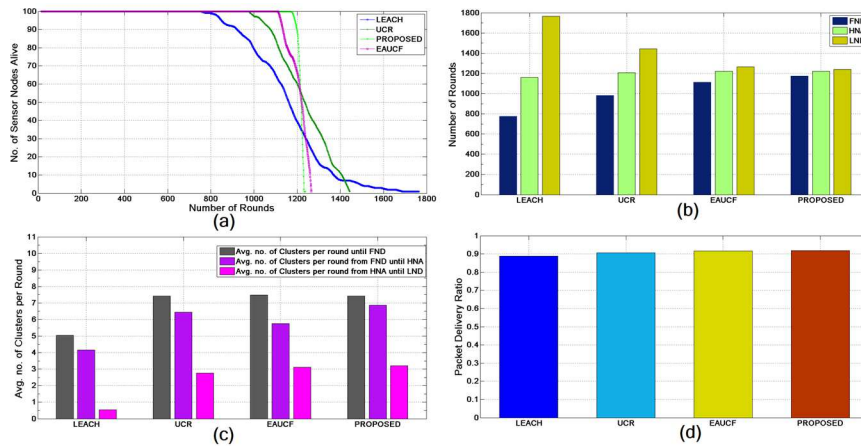 100
90
80
70
60
50
40
30
20
10
0
No. of Sensor Nodes Alive
0 200 400 600 800 1000 1200 1400 1600 1800
Number of Rounds
LEACH
UCR
PROPOSED
EAUCF
(a)
1800
1600
1400
1200
1000
800
600
400
200
0
Number of Rounds
FND
HNA
LND
LEACH UCR EAUCF PROPOSED
(b)
11
10
9
8
7
6
5
4
3
2
1
0
Avg. no. of Clusters per Round
Avg. no. of Clusters per round until FND
Avg. no. of Clusters per round from FND until HNA
Avg. no. of Clusters per round from HNA until LND
LEACH UCR EAUCF PROPOSED
(c)
1
0.9
0.8
0.7
0.6
0.5
0.4
0.3
0.2
0.1
0
Packet Delivery Ratio
LEACH UCR EAUCF PROPOSED
(d)